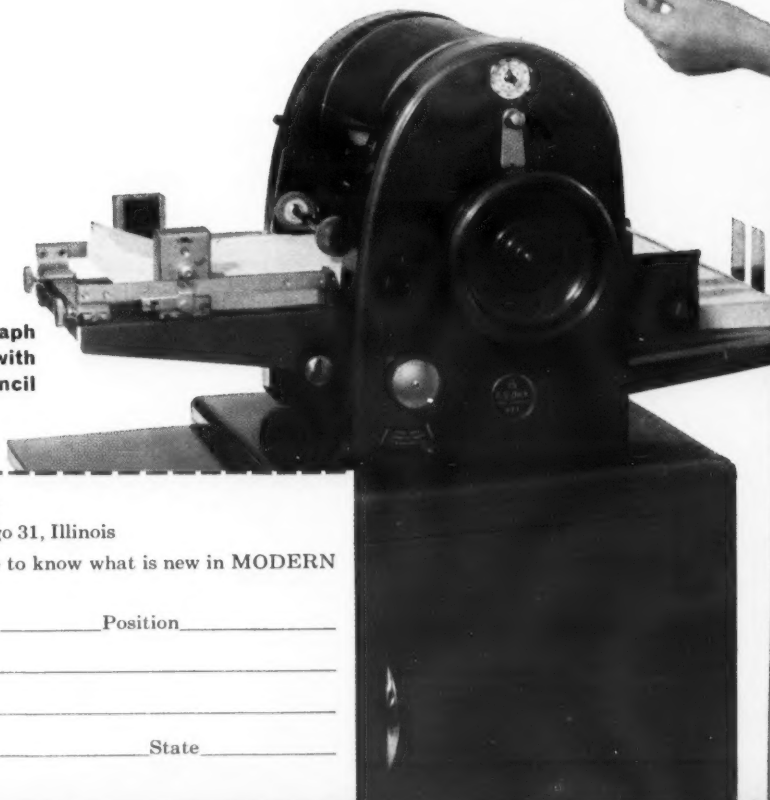 aph
with
ncil
go 31, Illinois
to know what is new in MODERN
Position
State